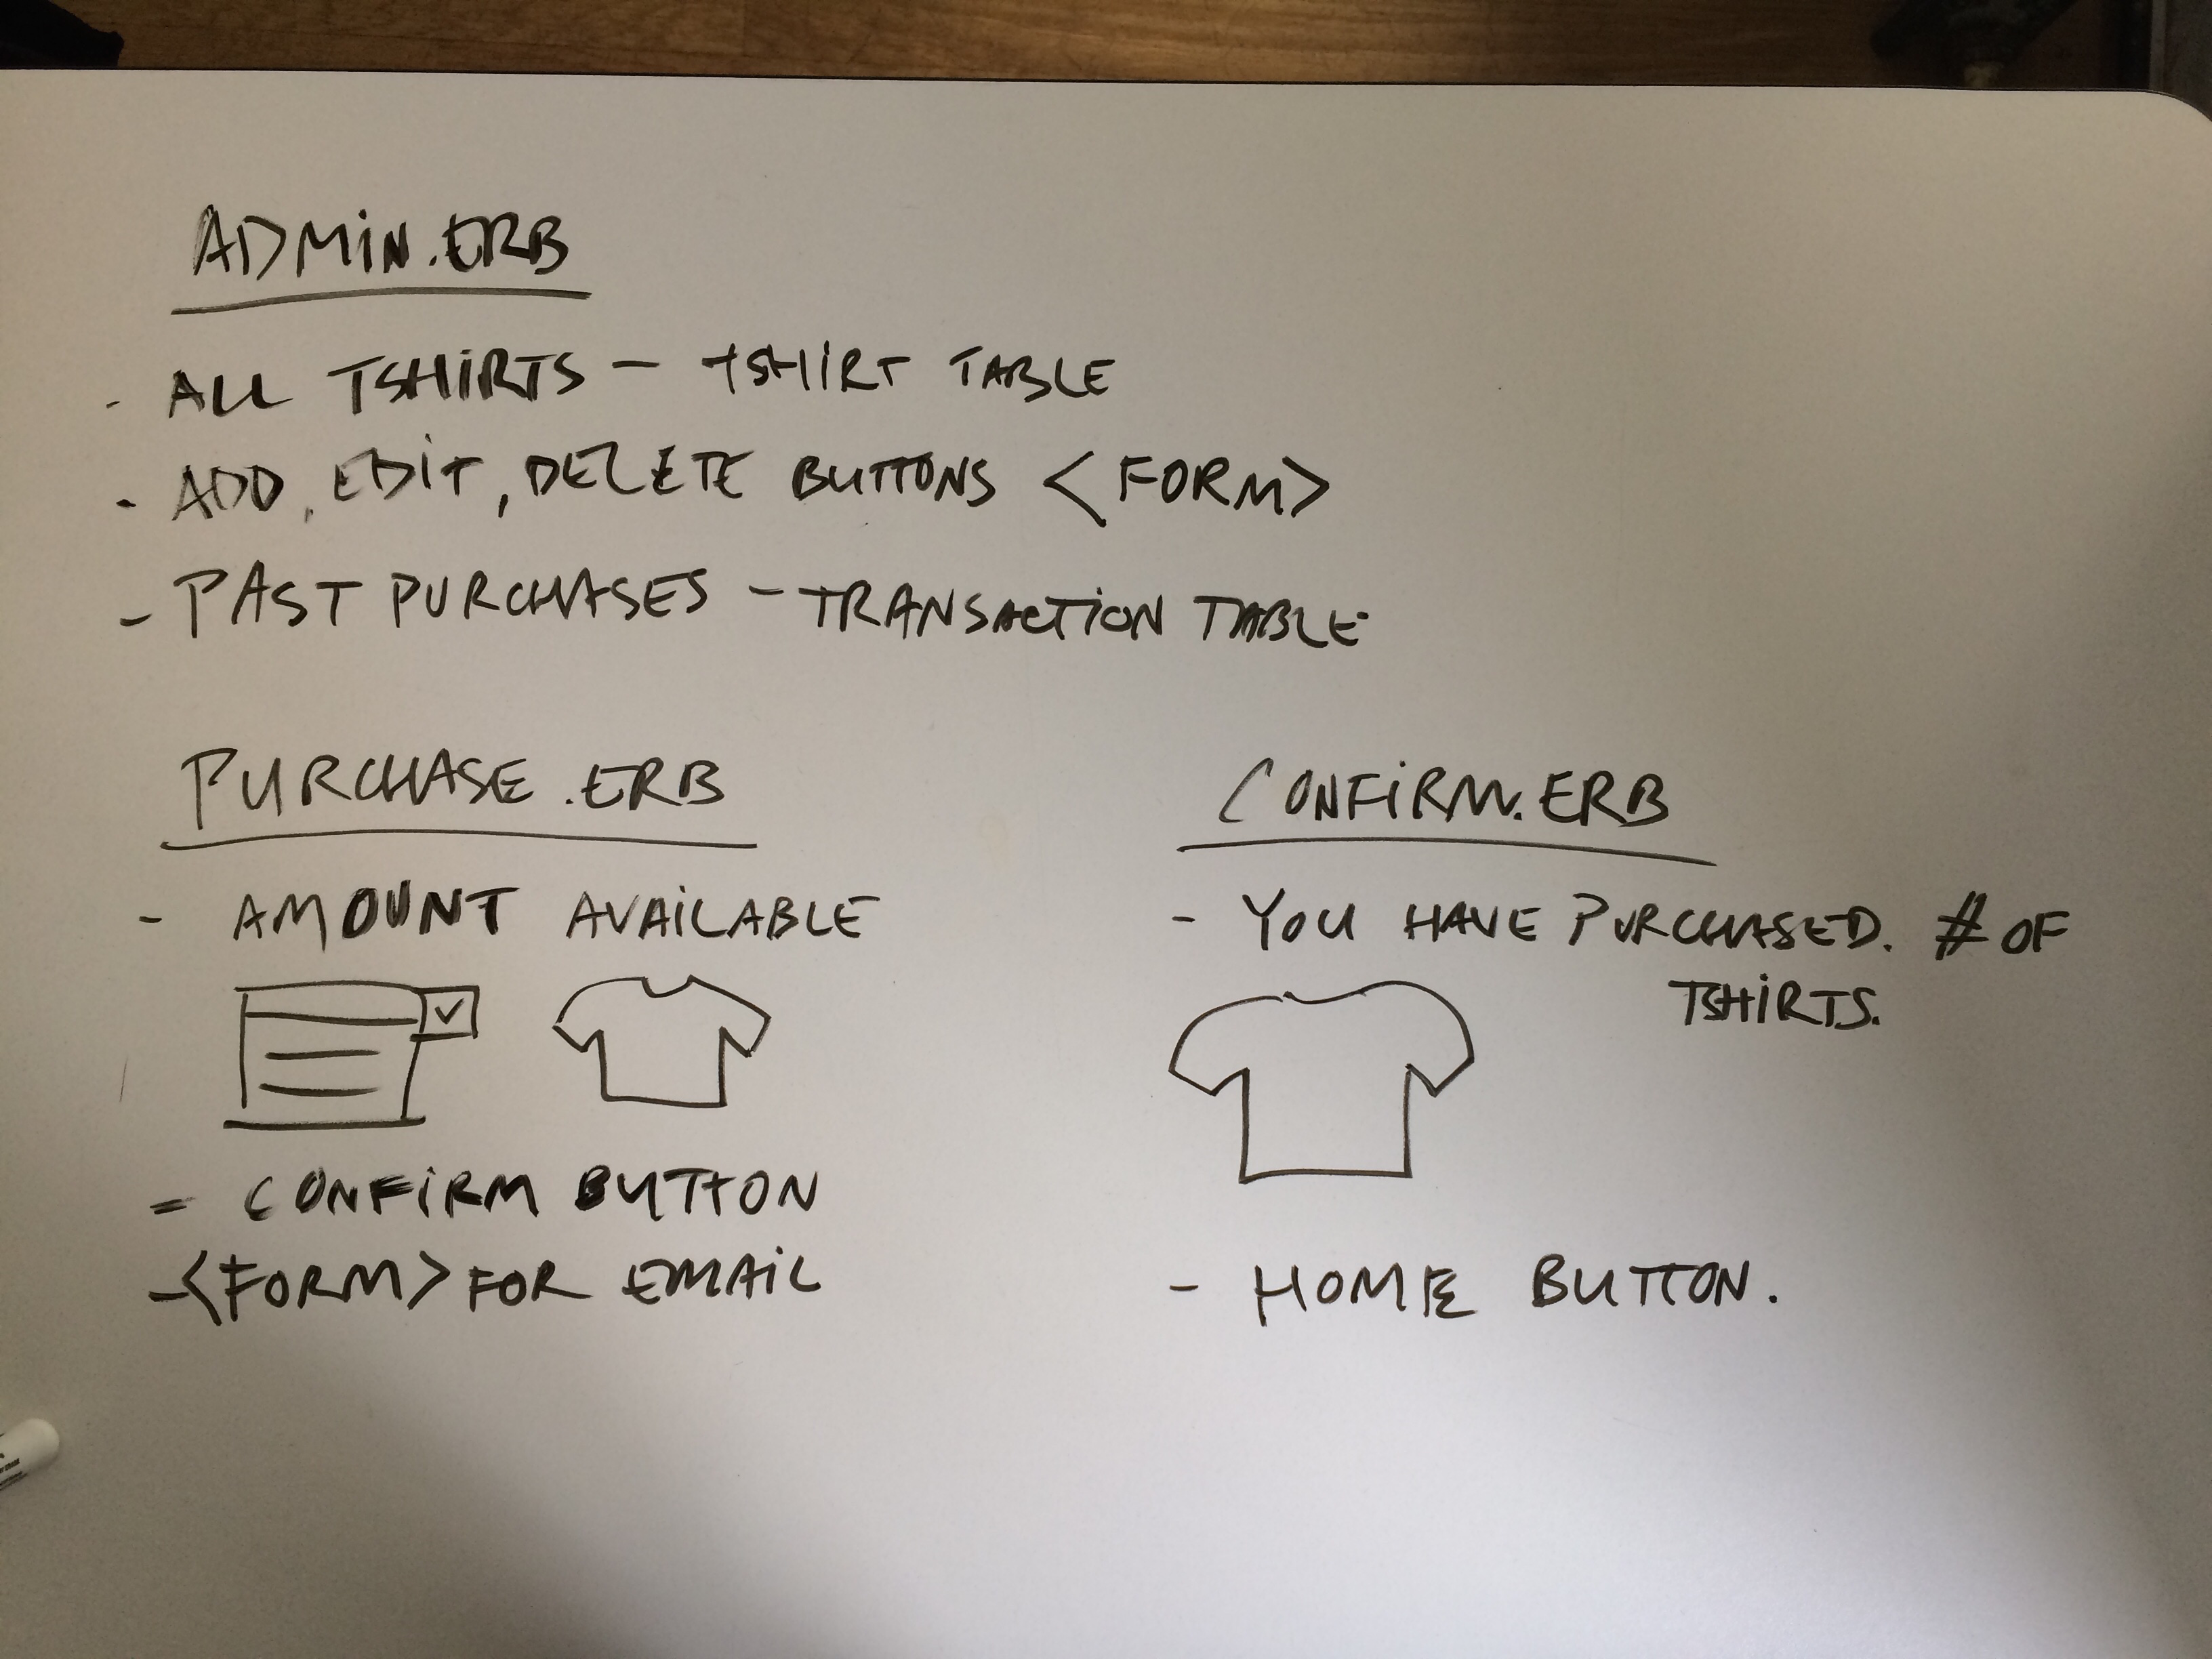 ADMiN.ERB
- ALL TSHiRTS - tSHiRT TABLE
- ADD, EDiT, DELETE BUTTONS <FORM>
- PAST PURCHASES - TRANSACTiON TABLE
PURCHASE.ERB
- AMOUNT AVAiLABLE
= CONFiRM BUTTON
-<FORM> FOR EMAiL
CONFiRM.ERB
- YOU HAVE PURCHASED. # OF
TSHiRTS.
- HOME BUTTON.